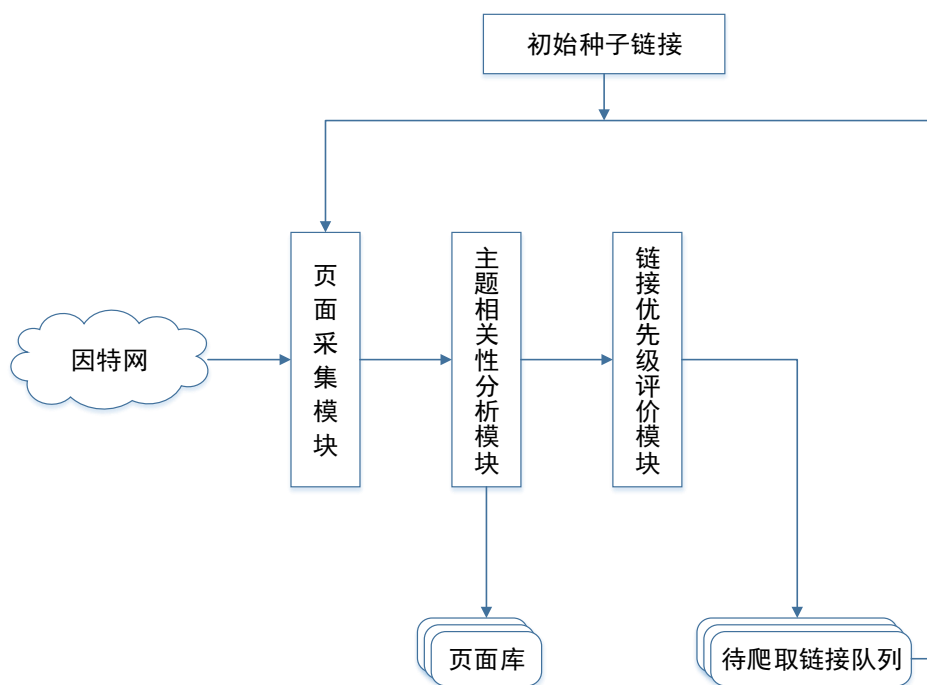 初始种子链接
因特网
页面采集模块
主题相关性分析模块
链接优先级评价模块
页面库
待爬取链接队列